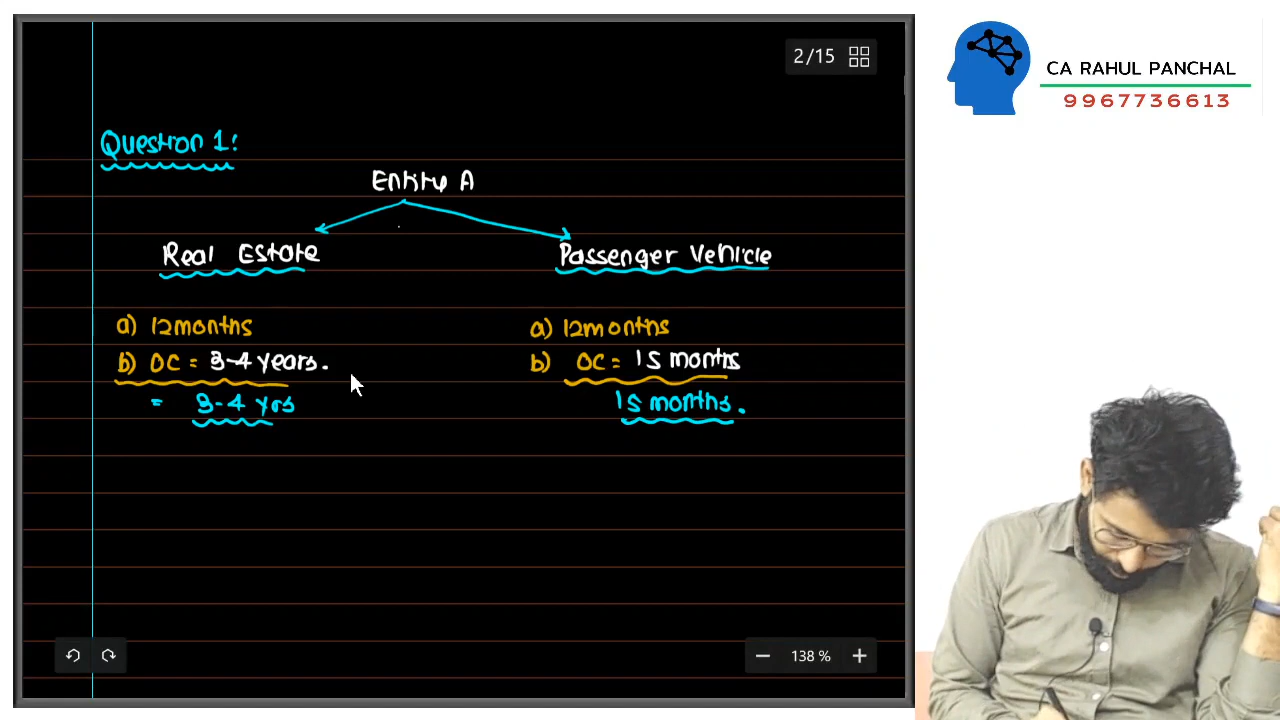 2/15
CA RAHUL PANCHAL
9967736613
Question 1:
Entity A
Real Estate
Passenger Vehicle
a) 12months
a) 12months
b) OC = 3-4 years.
b) OC = 15 months
= 3-4 yrs
15 months.
138 %